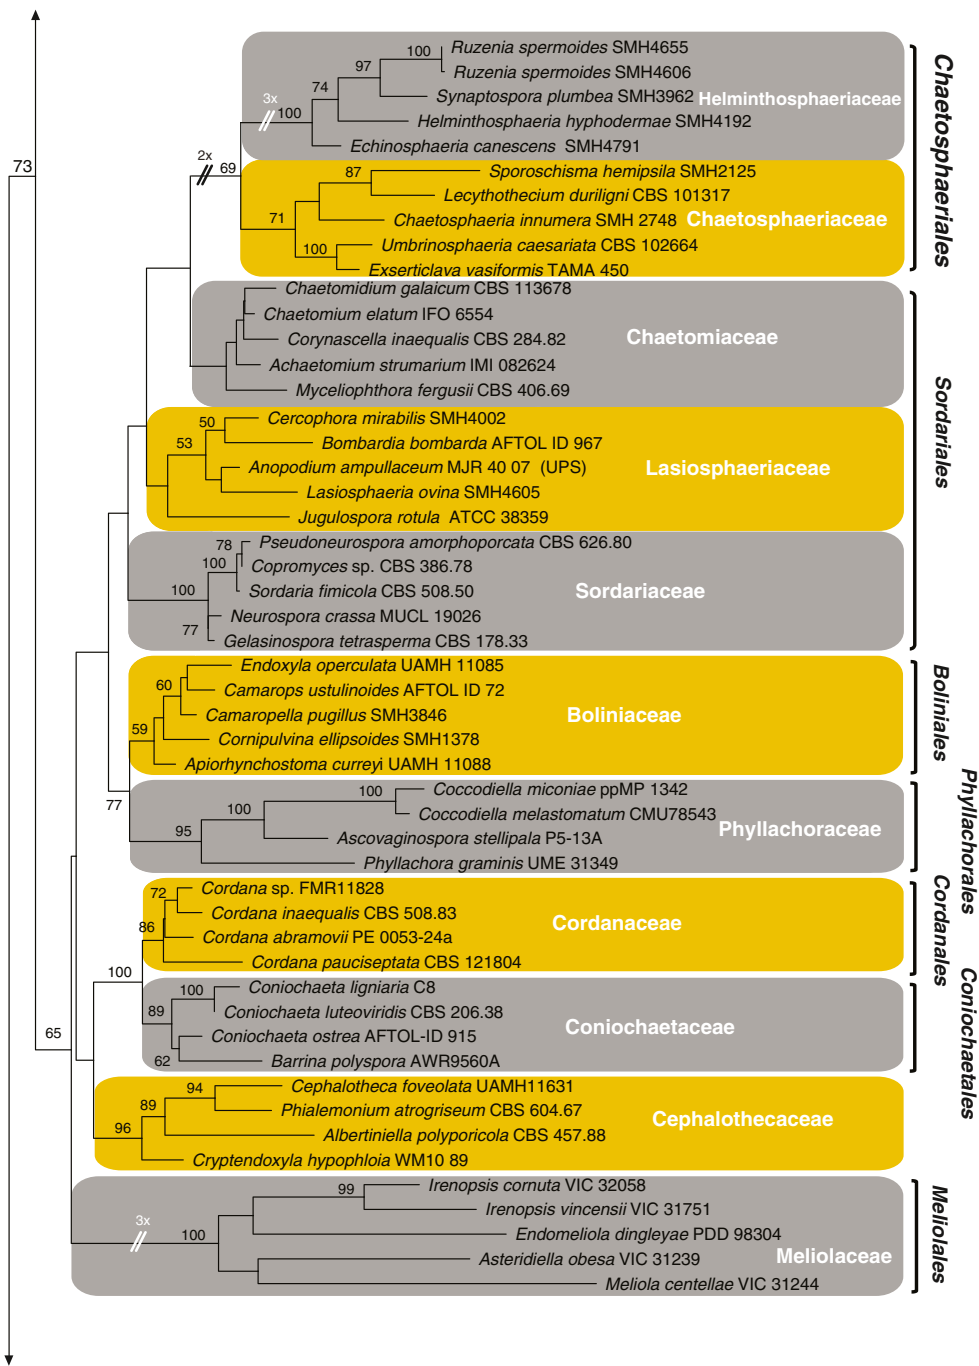 Ruzenia spermoides SMH4655
100
97
Ruzenia spermoides SMH4606
74
Synaptospora plumbea SMH3962
Helminthosphaeriaceae
3x
100
Helminthosphaeria hyphodermae SMH4192
Echinosphaeria canescens SMH4791
Chaetosphaeriales
73
2x
69
87
Sporoschisma hemipsila SMH2125
Lecythothecium duriligni CBS 101317
71
Chaetosphaeria innumera SMH 2748
Chaetosphaeriaceae
100
Umbrinosphaeria caesariata CBS 102664
Exserticlava vasiformis TAMA 450
Chaetomidium galaicum CBS 113678
Chaetomium elatum IFO 6554
Corynascella inaequalis CBS 284.82
Chaetomiaceae
Achaetomium strumarium IMI 082624
Myceliophthora fergusii CBS 406.69
Sordariales
Cercophora mirabilis SMH4002
50
53
Bombardia bombarda AFTOL ID 967
Anopodium ampullaceum MJR 40 07 (UPS)
Lasiosphaeriaceae
Lasiosphaeria ovina SMH4605
Jugulospora rotula ATCC 38359
78
Pseudoneurospora amorphoporcata CBS 626.80
100
Copromyces sp. CBS 386.78
100
Sordaria fimicola CBS 508.50
Sordariaceae
Neurospora crassa MUCL 19026
77
Gelasinospora tetrasperma CBS 178.33
Endoxyla operculata UAMH 11085
60
Camarops ustulinoides AFTOL ID 72
Camaropella pugillus SMH3846
Boliniaceae
59
Cornipulvina ellipsoides SMH1378
Apiorhynchostoma curreyi UAMH 11088
Boliniales
77
100
Coccodiella miconiae ppMP 1342
100
Coccodiella melastomatum CMU78543
95
Ascovaginospora stellipala P5-13A
Phyllachoraceae
Phyllachora graminis UME 31349
Phyllachorales
72
Cordana sp. FMR11828
Cordana inaequalis CBS 508.83
86
Cordana abramovii PE 0053-24a
Cordanaceae
Cordana pauciseptata CBS 121804
Cordanales
100
100
Coniochaeta ligniaria C8
89
Coniochaeta luteoviridis CBS 206.38
Coniochaetaceae
65
Coniochaeta ostrea AFTOL-ID 915
62
Barrina polyspora AWR9560A
Coniochaetales
94
Cephalotheca foveolata UAMH11631
89
Phialemonium atrogriseum CBS 604.67
96
Albertiniella polyporicola CBS 457.88
Cephalothecaceae
Cryptendoxyla hypophloia WM10 89
99
Irenopsis cornuta VIC 32058
Irenopsis vincensii VIC 31751
3x
100
Endomeliola dingleyae PDD 98304
Asteridiella obesa VIC 31239
Meliolaceae
Meliola centellae VIC 31244
Meliolales